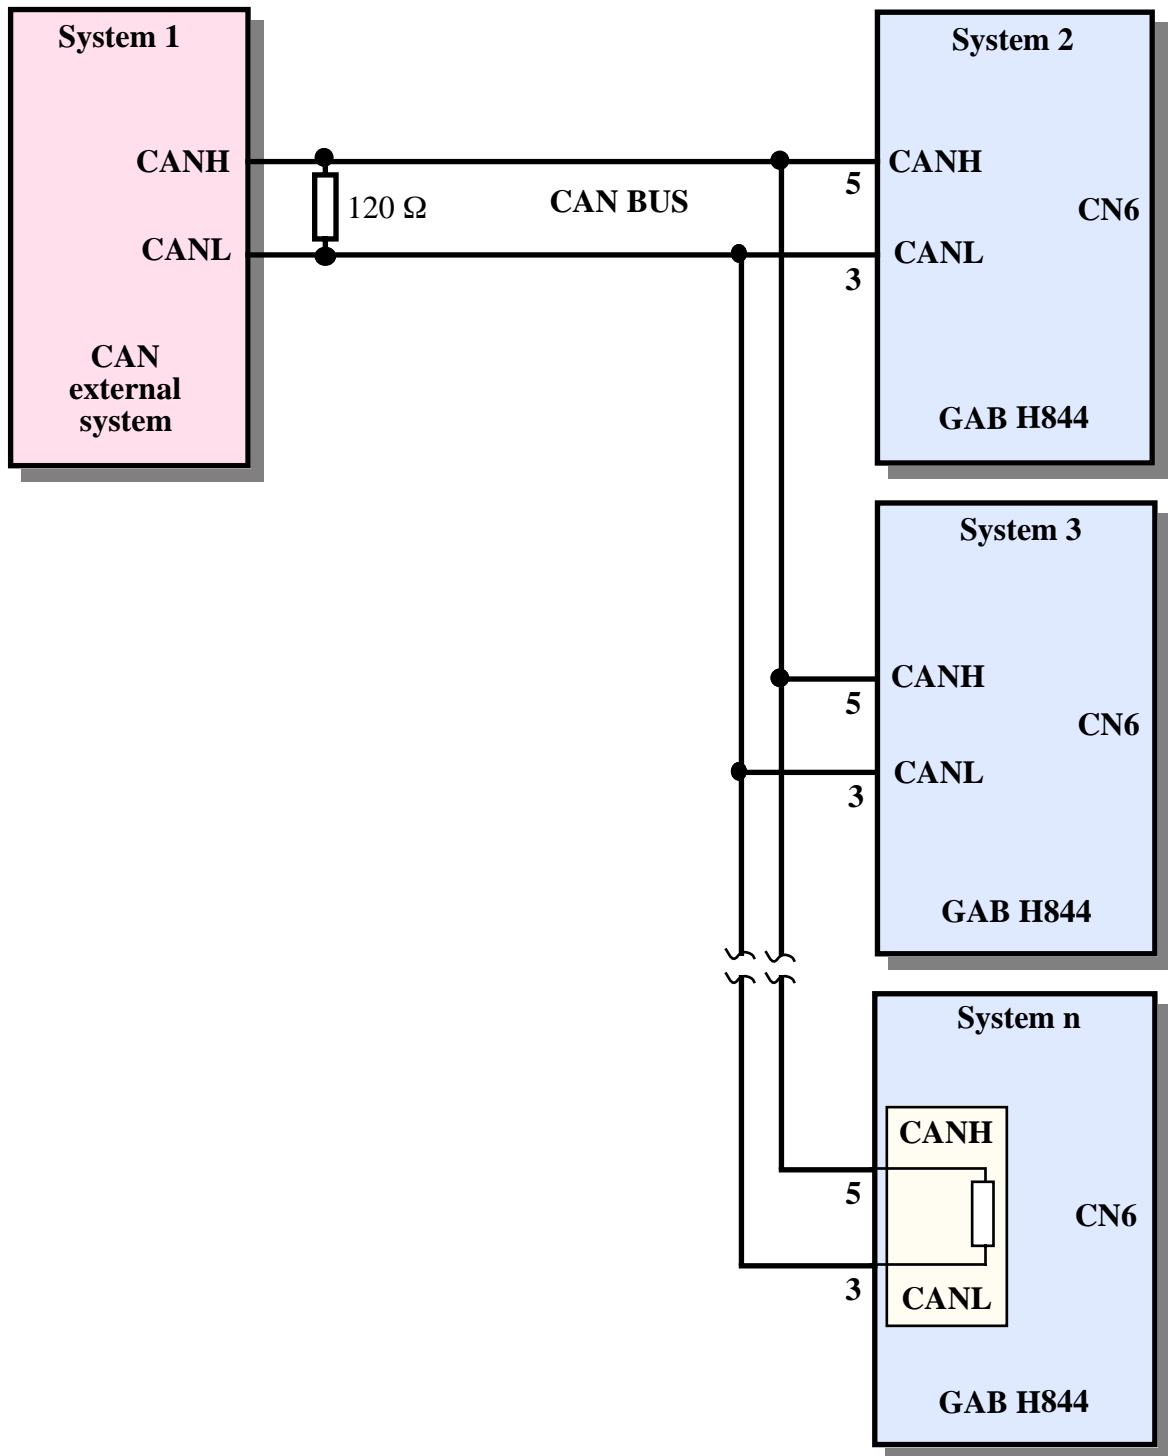 System 1
CANH
CANL
CAN
external
system
120 Ω
CAN BUS
System 2
5
CANH
CN6
CANL
3
GAB H844
System 3
CANH
5
CN6
CANL
3
GAB H844
System n
CANH
5
CN6
3
CANL
GAB H844